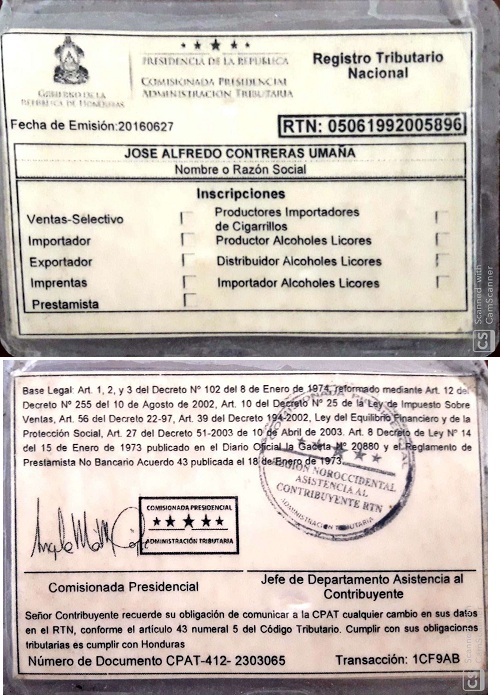 GOBIERNO DE LA
REPÚBLICA DE HONDURAS
PRESIDENCIA DE LA REPÚBLICA
COMISIONADA PRESIDENCIAL
ADMINISTRACIÓN TRIBUTARIA
Registro Tributario
Nacional
Fecha de Emisión:20160627
RTN: 05061992005896
JOSE ALFREDO CONTRERAS UMAÑA
Nombre o Razón Social
Inscripciones
Ventas-Selectivo
Productores Importadores
de Cigarrillos
Importador
Productor Alcoholes Licores
Exportador
Distribuidor Alcoholes Licores
Imprentas
Importador Alcoholes Licores
Prestamista
CS Scanned with
CamScanner
Base Legal: Art. 1, 2, y 3 del Decreto N° 102 del 8 de Enero de 1974, reformado mediante Art. 12 del
Decreto N° 255 del 10 de Agosto de 2002, Art. 10 del Decreto N° 25 de la Ley de Impuesto Sobre
Ventas, Art. 56 del Decreto 22-97, Art. 39 del Decreto 194-2002, Ley del Equilibrio Financiero y de la
Protección Social, Art. 27 del Decreto 51-2003 de 10 de Abril de 2003. Art. 8 Decreto de Ley N° 14
del 15 de Enero de 1973 publicado en el Diario Oficial la Gaceta N° 20880 y el Reglamento de
Prestamista No Bancario Acuerdo 43 publicada el 18 de Enero de 1973.
NOROCCIDENTAL
ASISTENCIA AL
CONTRIBUYENTE RTN
ADMINISTRACIÓN TRIBUTARIA
COMISIONADA PRESIDENCIAL
ADMINISTRACIÓN TRIBUTARIA
Comisionada Presidencial
Jefe de Departamento Asistencia al
Contribuyente
Señor Contribuyente recuerde su obligación de comunicar a la CPAT cualquier cambio en sus datos
en el RTN, conforme el artículo 43 numeral 5 del Código Tributario. Cumplir con sus obligaciones
tributarias es cumplir con Honduras
Número de Documento CPAT-412- 2303065
Transacción: 1CF9AB
CS